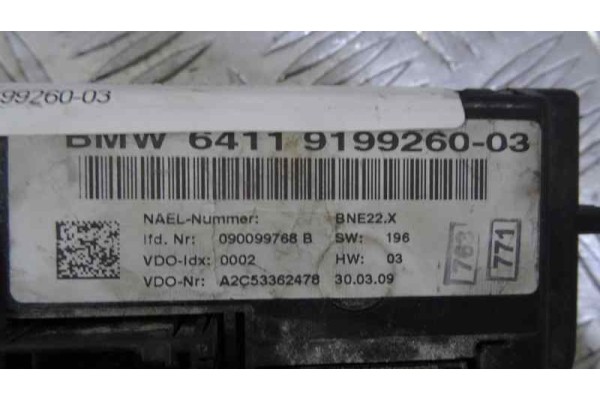 99260-03
BMW 6411 9199260-03
NAEL-Nummer: BNE22.X
lfd. Nr: 090099768 B SW: 196
VDO-Idx: 0002 HW: 03
VDO-Nr: A2C53362478 30.03.09
763
771